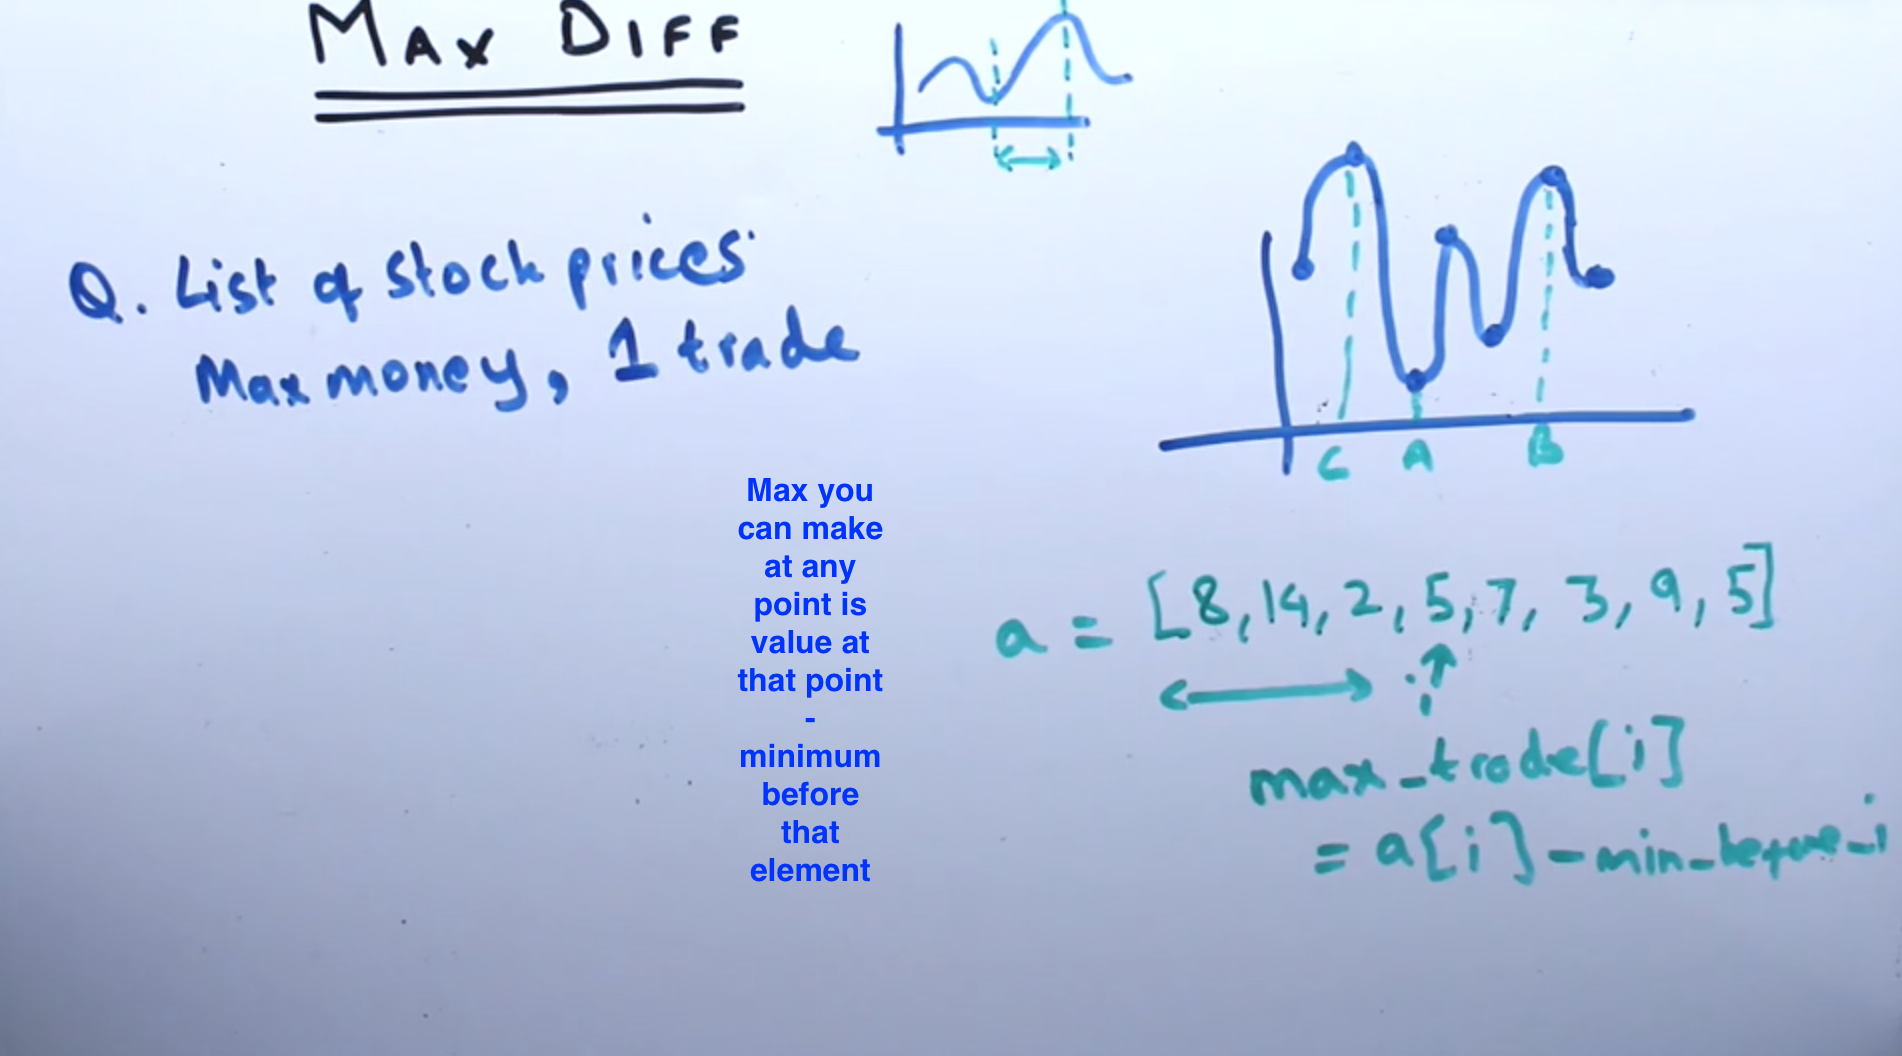 MAX DIFF
Q. List of stock prices
Max money, 1 trade
C A B
Max you
can make
at any
point is
value at
that point
-
minimum
before
that
element
a = [8, 14, 2, 5, 7, 3, 9, 5]
max_trade[i]
= a[i] - min_before_i